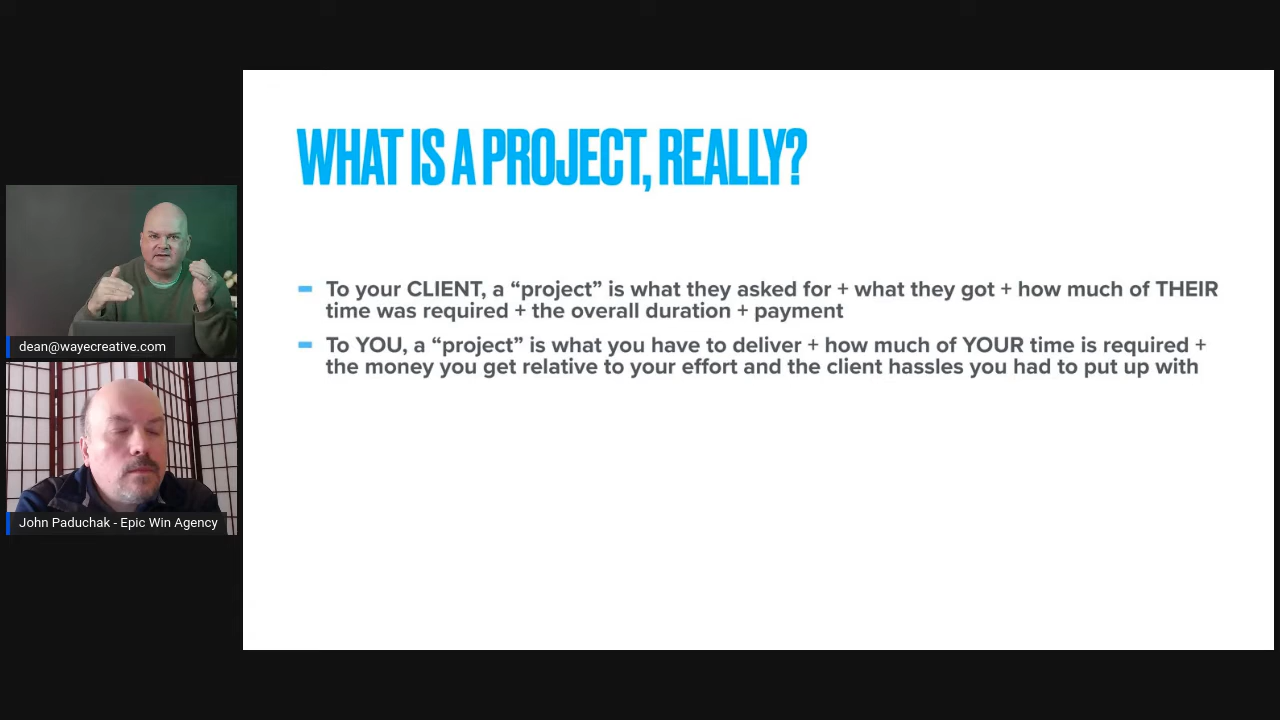 WHAT IS A PROJECT, REALLY?
To your CLIENT, a “project” is what they asked for + what they got + how much of THEIR
time was required + the overall duration + payment
To YOU, a “project” is what you have to deliver + how much of YOUR time is required +
the money you get relative to your effort and the client hassles you had to put up with
dean@wayecreative.com
John Paduchak - Epic Win Agency